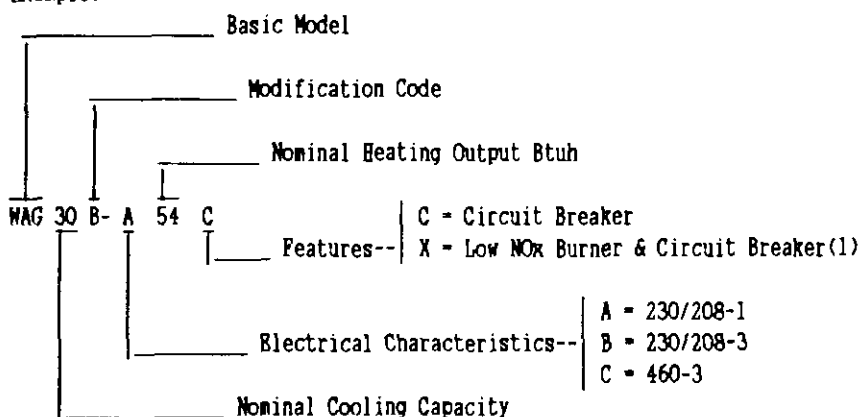 Basic Model
Modification Code
Nominal Heating Output Btuh
WAG 30 B- A 54 C
Features-- C = Circuit Breaker
X = Low NOx Burner & Circuit Breaker(1)
Electrical Characteristics-- A = 230/208-1
B = 230/208-3
C = 460-3
Nominal Cooling Capacity